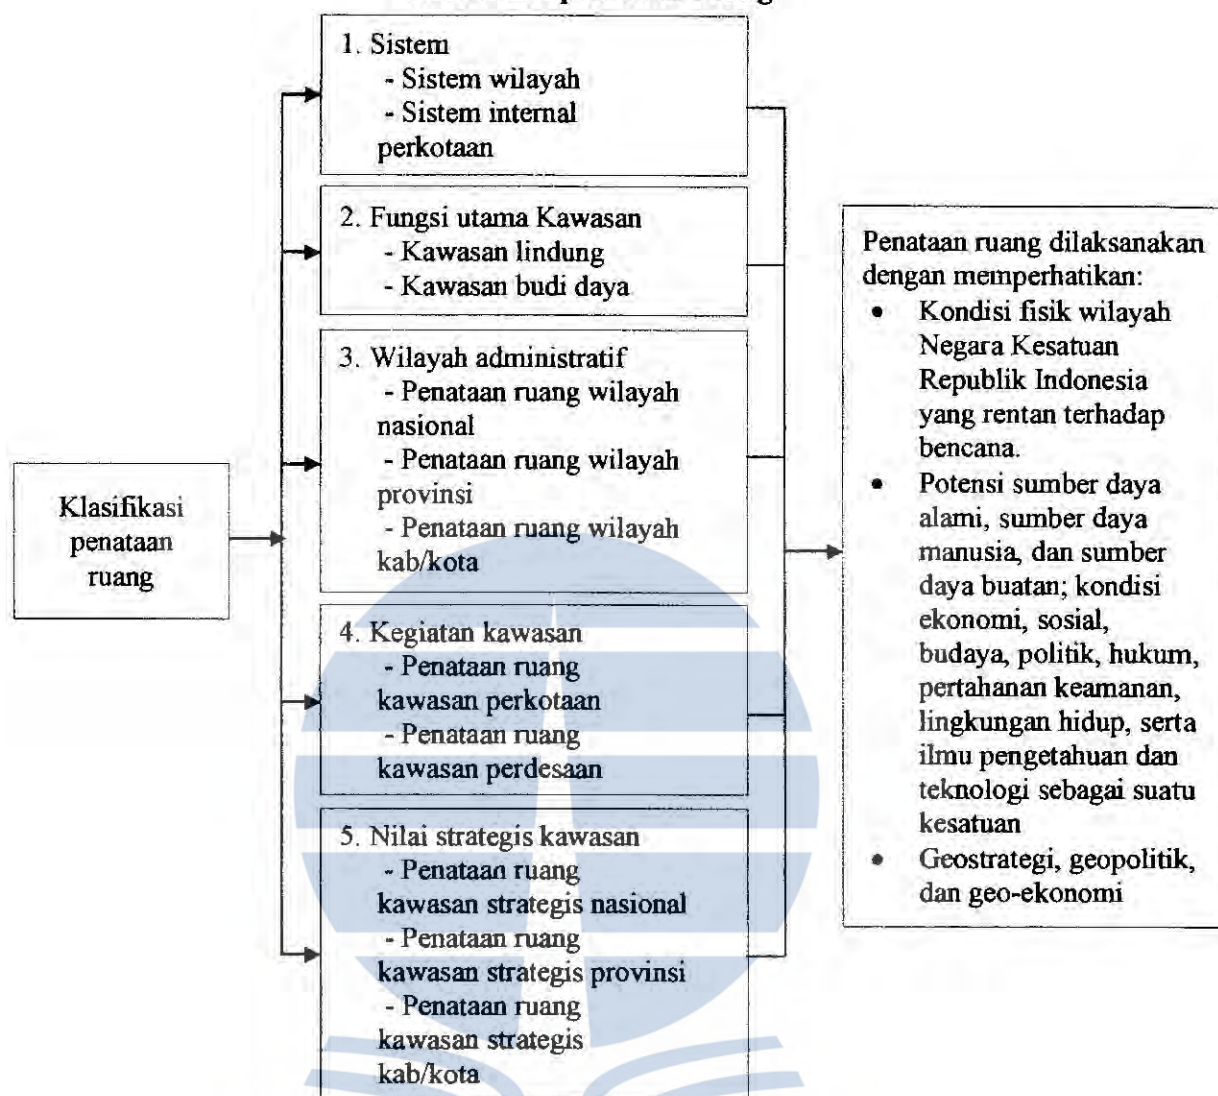 Klasifikasi
penataan
ruang
1. Sistem
- Sistem wilayah
- Sistem internal
perkotaan
2. Fungsi utama Kawasan
- Kawasan lindung
- Kawasan budi daya
3. Wilayah administratif
- Penataan ruang wilayah
nasional
- Penataan ruang wilayah
provinsi
- Penataan ruang wilayah
kab/kota
4. Kegiatan kawasan
- Penataan ruang
kawasan perkotaan
- Penataan ruang
kawasan perdesaan
5. Nilai strategis kawasan
- Penataan ruang
kawasan strategis nasional
- Penataan ruang
kawasan strategis provinsi
- Penataan ruang
kawasan strategis
kab/kota
Penataan ruang dilaksanakan
dengan memperhatikan:
• Kondisi fisik wilayah
Negara Kesatuan
Republik Indonesia
yang rentan terhadap
bencana.
• Potensi sumber daya
alami, sumber daya
manusia, dan sumber
daya buatan; kondisi
ekonomi, sosial,
budaya, politik, hukum,
pertahanan keamanan,
lingkungan hidup, serta
ilmu pengetahuan dan
teknologi sebagai suatu
kesatuan
• Geostrategi, geopolitik,
dan geo-ekonomi